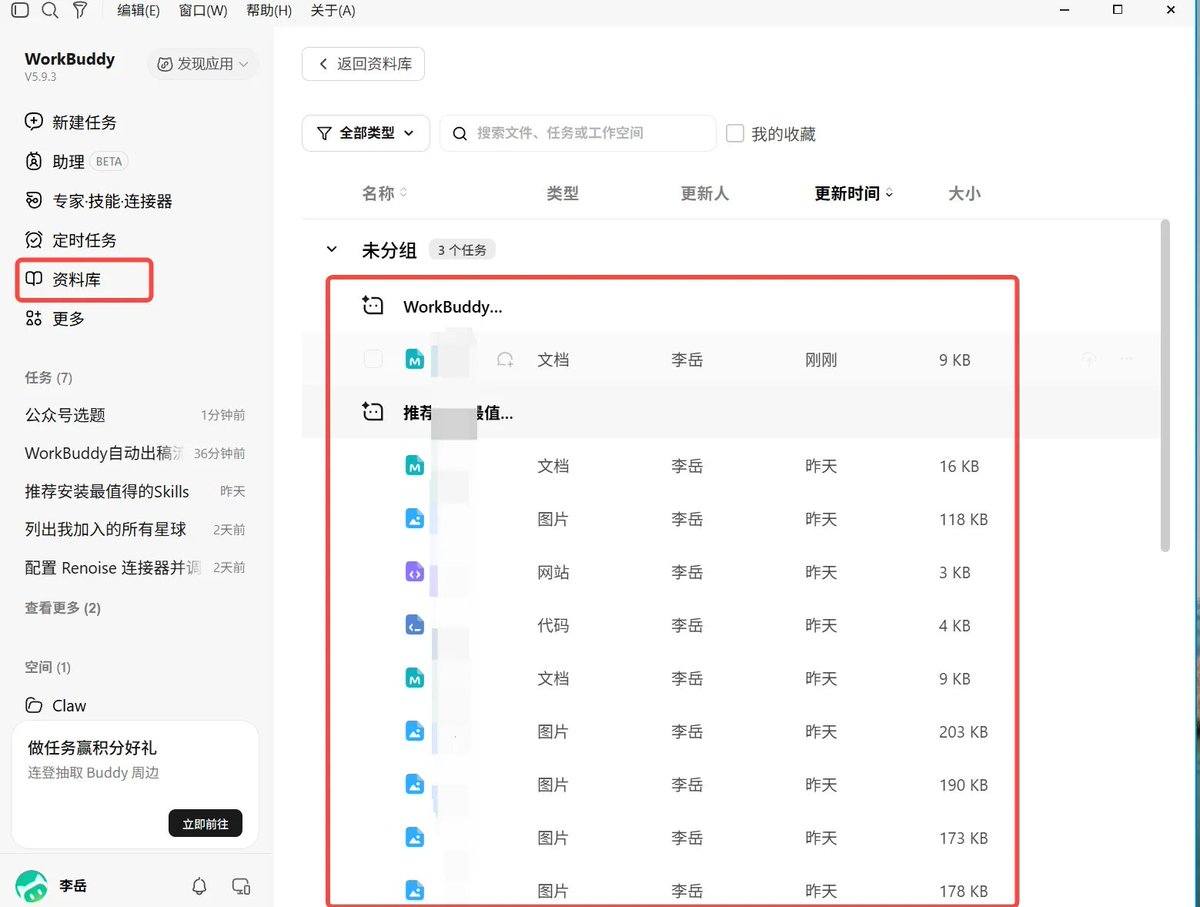 编辑(E) 窗口(W) 帮助(H) 关于(A)
WorkBuddy
V5.9.3
发现应用
新建任务
助理 BETA
专家·技能·连接器
定时任务
资料库
更多
任务 (7)
公众号选题 1分钟前
WorkBuddy自动出稿 36分钟前
推荐安装最值得的Skills 昨天
列出我加入的所有星球 2天前
配置 Renoise 连接器并调 2天前
查看更多 (2)
空间 (1)
Claw
做任务赢积分好礼
连登抽取 Buddy 周边
立即前往
李岳
返回资料库
全部类型 搜索文件、任务或工作空间 我的收藏
名称 类型 更新人 更新时间 大小
未分组 3 个任务
WorkBuddy...
文档 李岳 刚刚 9 KB
推荐 最值...
文档 李岳 昨天 16 KB
图片 李岳 昨天 118 KB
网站 李岳 昨天 3 KB
代码 李岳 昨天 4 KB
文档 李岳 昨天 9 KB
图片 李岳 昨天 203 KB
图片 李岳 昨天 190 KB
图片 李岳 昨天 173 KB
图片 李岳 昨天 178 KB